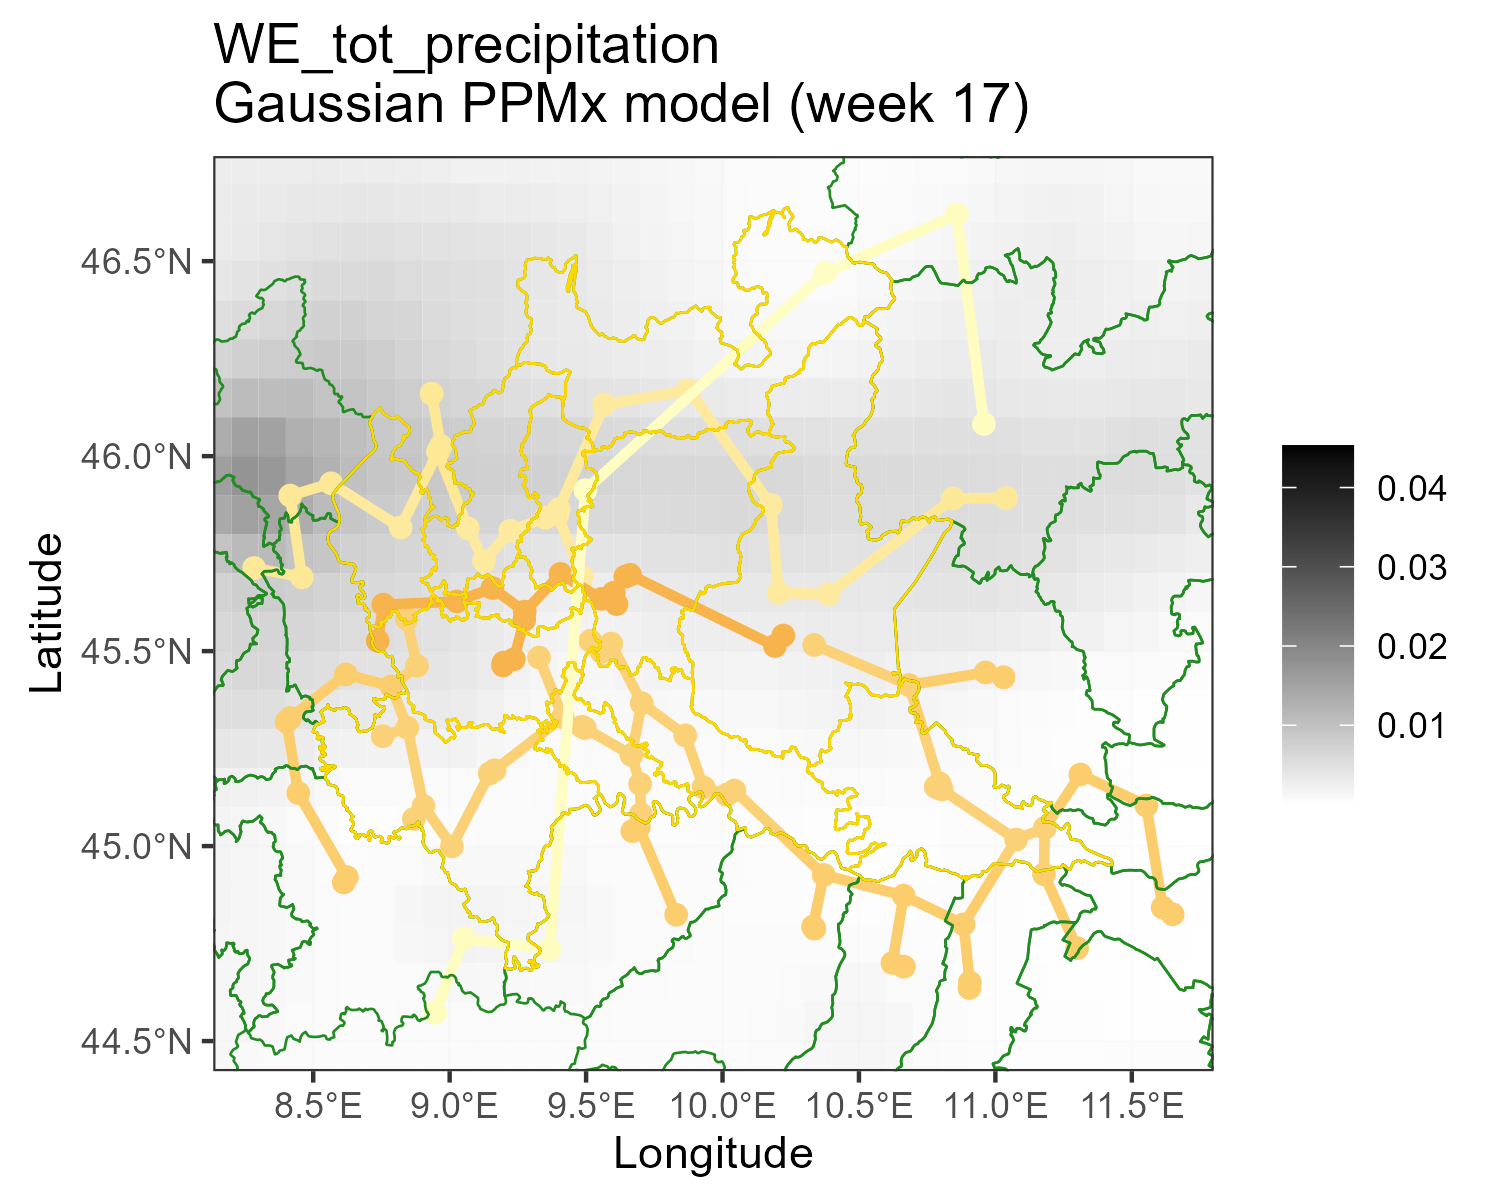 WE_tot_precipitation
Gaussian PPMx model (week 17)
46.5°N
46.0°N
45.5°N
45.0°N
44.5°N
Latitude
8.5°E
9.0°E
9.5°E
10.0°E
10.5°E
11.0°E
11.5°E
Longitude
0.04
0.03
0.02
0.01